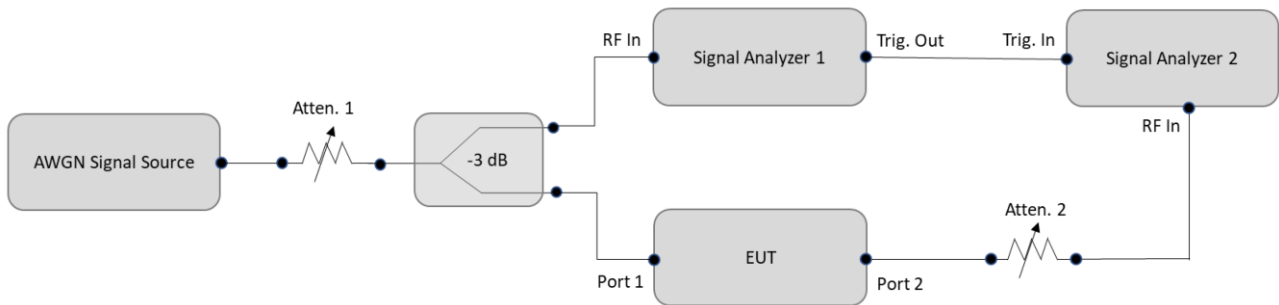 RF In
Signal Analyzer 1
Trig. Out
Trig. In
Signal Analyzer 2
RF In
Atten. 1
AWGN Signal Source
-3 dB
Atten. 2
EUT
Port 1
Port 2